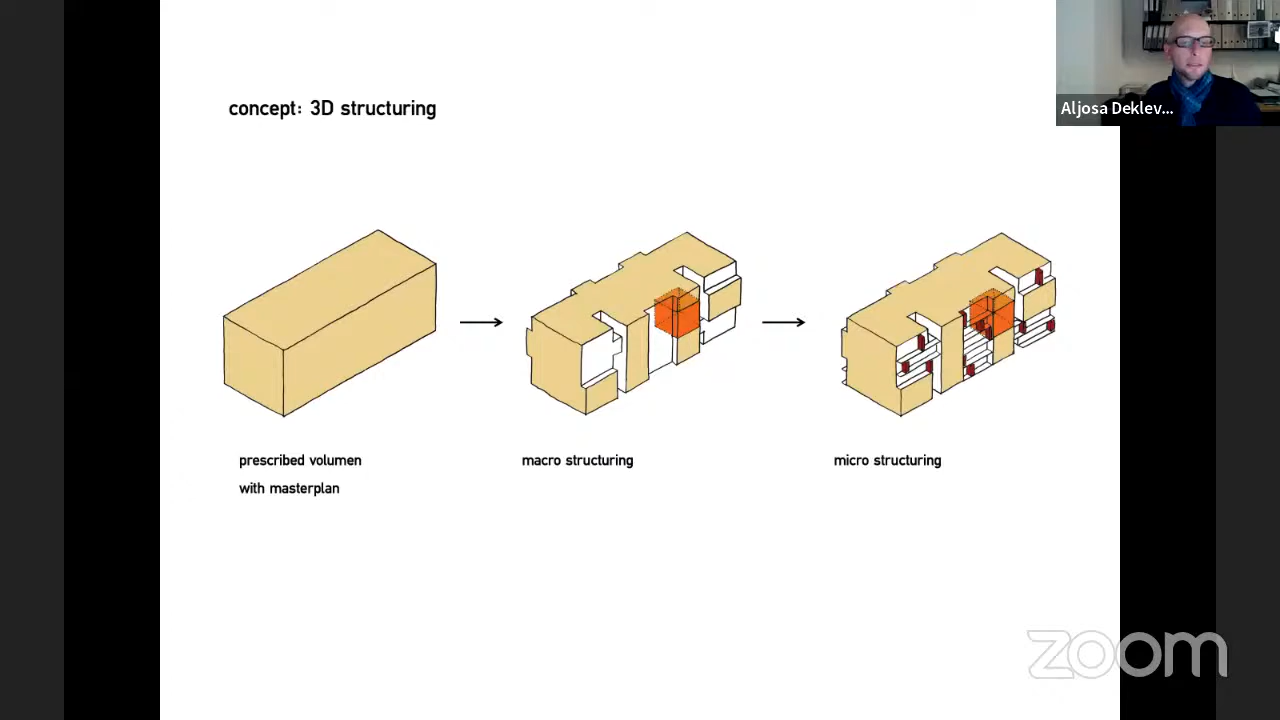 concept: 3D structuring
Aljosa Deklev...
prescribed volumen
with masterplan
macro structuring
micro structuring
zoom